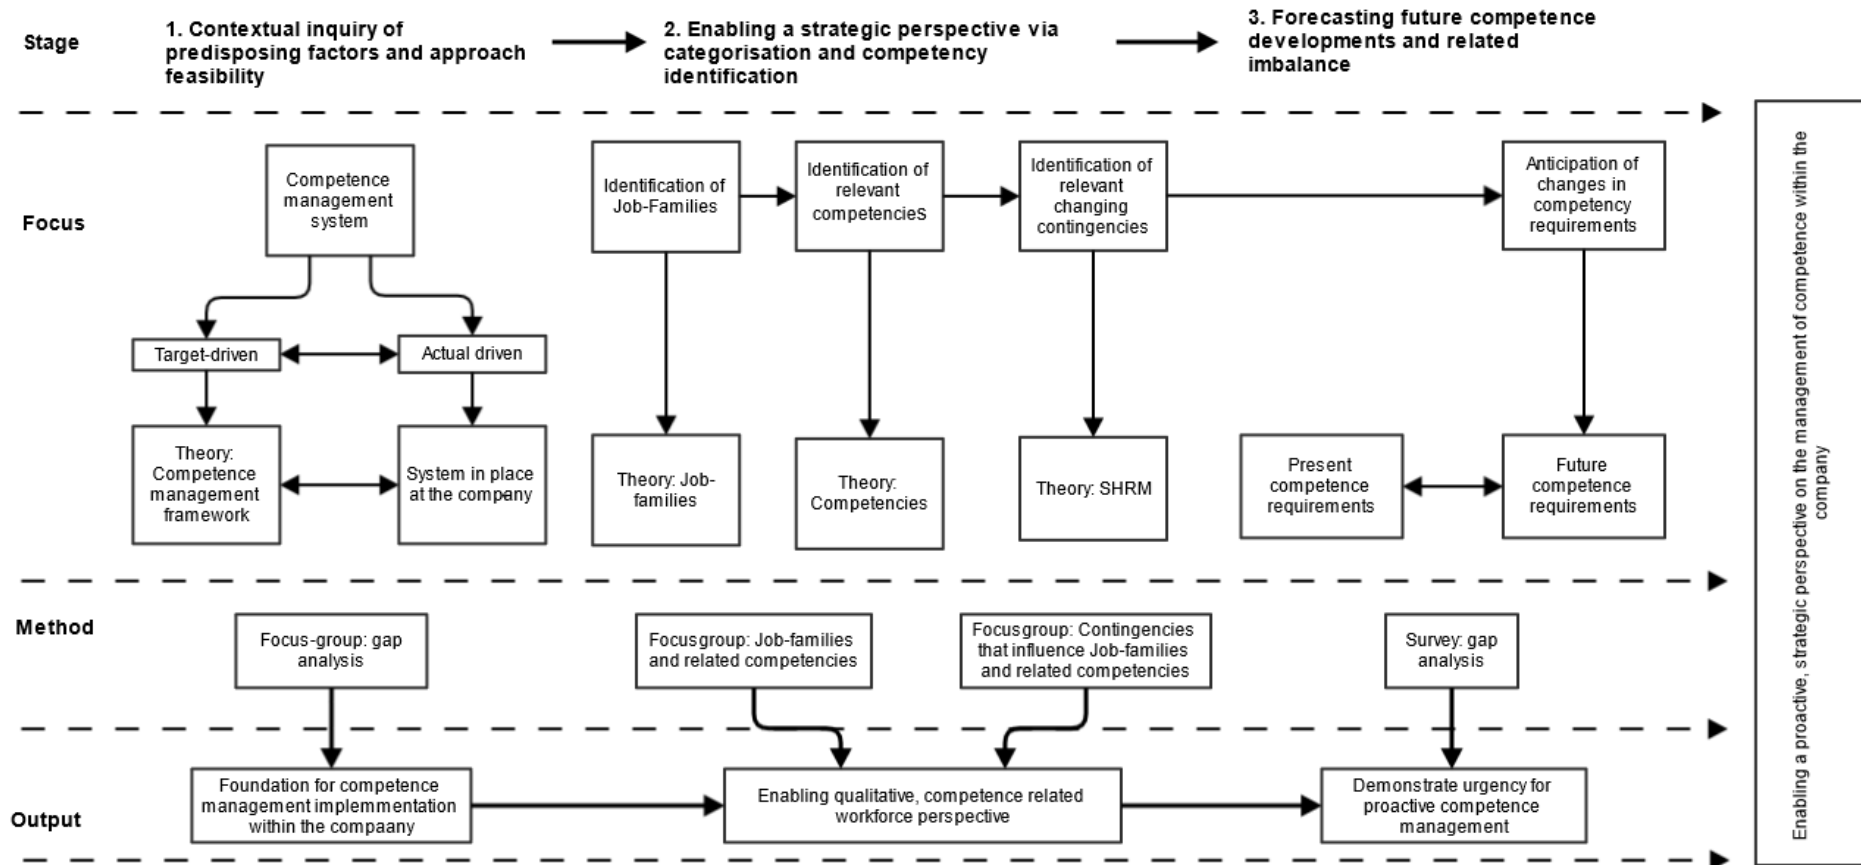 Stage
1. Contextual inquiry of
predisposing factors and approach
feasibility
2. Enabling a strategic perspective via
categorisation and competency
identification
3. Forecasting future competence
developments and related
imbalance
Focus
Competence
management
system
Target-driven
Actual driven
Theory:
Competence
management
framework
System in place
at the company
Identification of
Job-Families
Identification of
relevant
competencies
Identification of
relevant
changing
contingencies
Anticipation of
changes in
competency
requirements
Theory: Job-
families
Theory:
Competencies
Theory: SHRM
Present
competence
requirements
Future
competence
requirements
Method
Focus-group: gap
analysis
Focusgroup: Job-families
and related competencies
Focusgroup: Contingencies
that influence Job-families
and related competencies
Survey: gap
analysis
Output
Foundation for competence
management implemmentation
within the compaany
Enabling qualitative, competence related
workforce perspective
Demonstrate urgency for
proactive competence
management
Enabling a proactive, strategic perspective on the management of competence within the
company